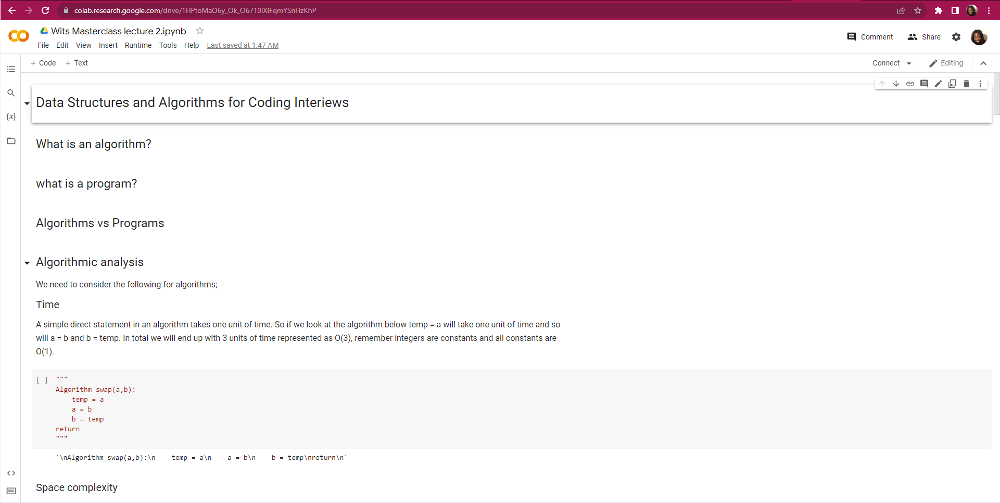 colab.research.google.com/drive/1HPtoMaO6y_Ok_O6710lXIFqmYSnHzKhP
Wits Masterclass lecture 2.ipynb
File Edit View Insert Runtime Tools Help Last saved at 1:47 AM
Comment Share
+ Code + Text
Connect Editing
Data Structures and Algorithms for Coding Interiews
{x}
What is an algorithm?
what is a program?
Algorithms vs Programs
Algorithmic analysis
We need to consider the following for algorithms;
Time
A simple direct statement in an algorithm takes one unit of time. So if we look at the algorithm below temp = a will take one unit of time and so
will a = b and b = temp. In total we will end up with 3 units of time represented as O(3), remember integers are constants and all constants are
O(1).
[ ] """
Algorithm swap(a,b):
    temp = a
    a = b
    b = temp
return
"""
'\nAlgorithm swap(a,b):\n    temp = a\n    a = b\n    b = temp\nreturn\n'
Space complexity